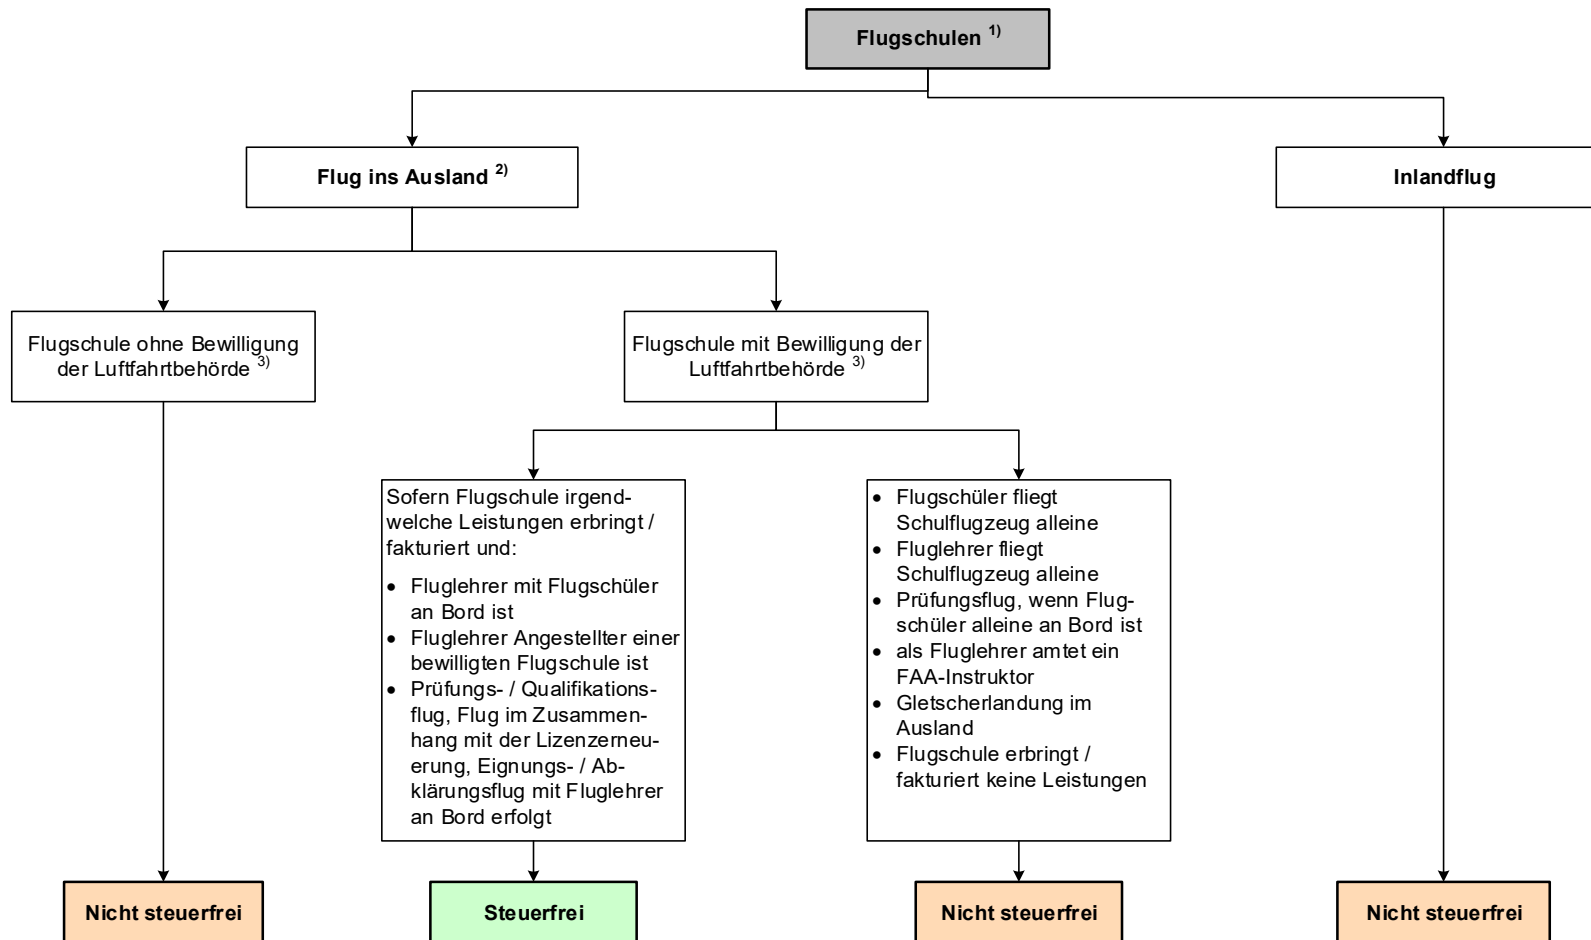 Flugschulen 1)
Flug ins Ausland 2)
Inlandflug
Flugschule ohne Bewilligung
der Luftfahrtbehörde 3)
Flugschule mit Bewilligung der
Luftfahrtbehörde 3)
Sofern Flugschule irgend-
welche Leistungen erbringt /
fakturiert und:
• Fluglehrer mit Flugschüler
an Bord ist
• Fluglehrer Angestellter einer
bewilligten Flugschule ist
• Prüfungs- / Qualifikations-
flug, Flug im Zusammen-
hang mit der Lizenzerneu-
erung, Eignungs- / Ab-
klärungsflug mit Fluglehrer
an Bord erfolgt
• Flugschüler fliegt
Schulflugzeug alleine
• Fluglehrer fliegt
Schulflugzeug alleine
• Prüfungsflug, wenn Flug-
schüler alleine an Bord ist
• als Fluglehrer amtet ein
FAA-Instruktor
• Gletscherlandung im
Ausland
• Flugschule erbringt /
fakturiert keine Leistungen
Nicht steuerfrei
Steuerfrei
Nicht steuerfrei
Nicht steuerfrei